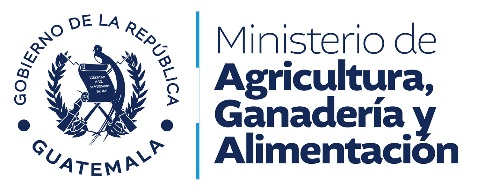 GOBIERNO DE LA REPÚBLICA
GUATEMALA
Ministerio de
Agricultura,
Ganadería y
Alimentación